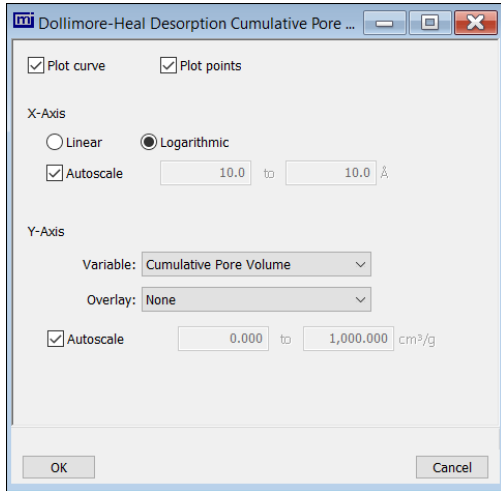 mi Dollimore-Heal Desorption Cumulative Pore ...
Plot curve Plot points
X-Axis
Linear Logarithmic
Autoscale 10.0 to 10.0 Å
Y-Axis
Variable: Cumulative Pore Volume
Overlay: None
Autoscale 0.000 to 1,000.000 cm³/g
OK Cancel